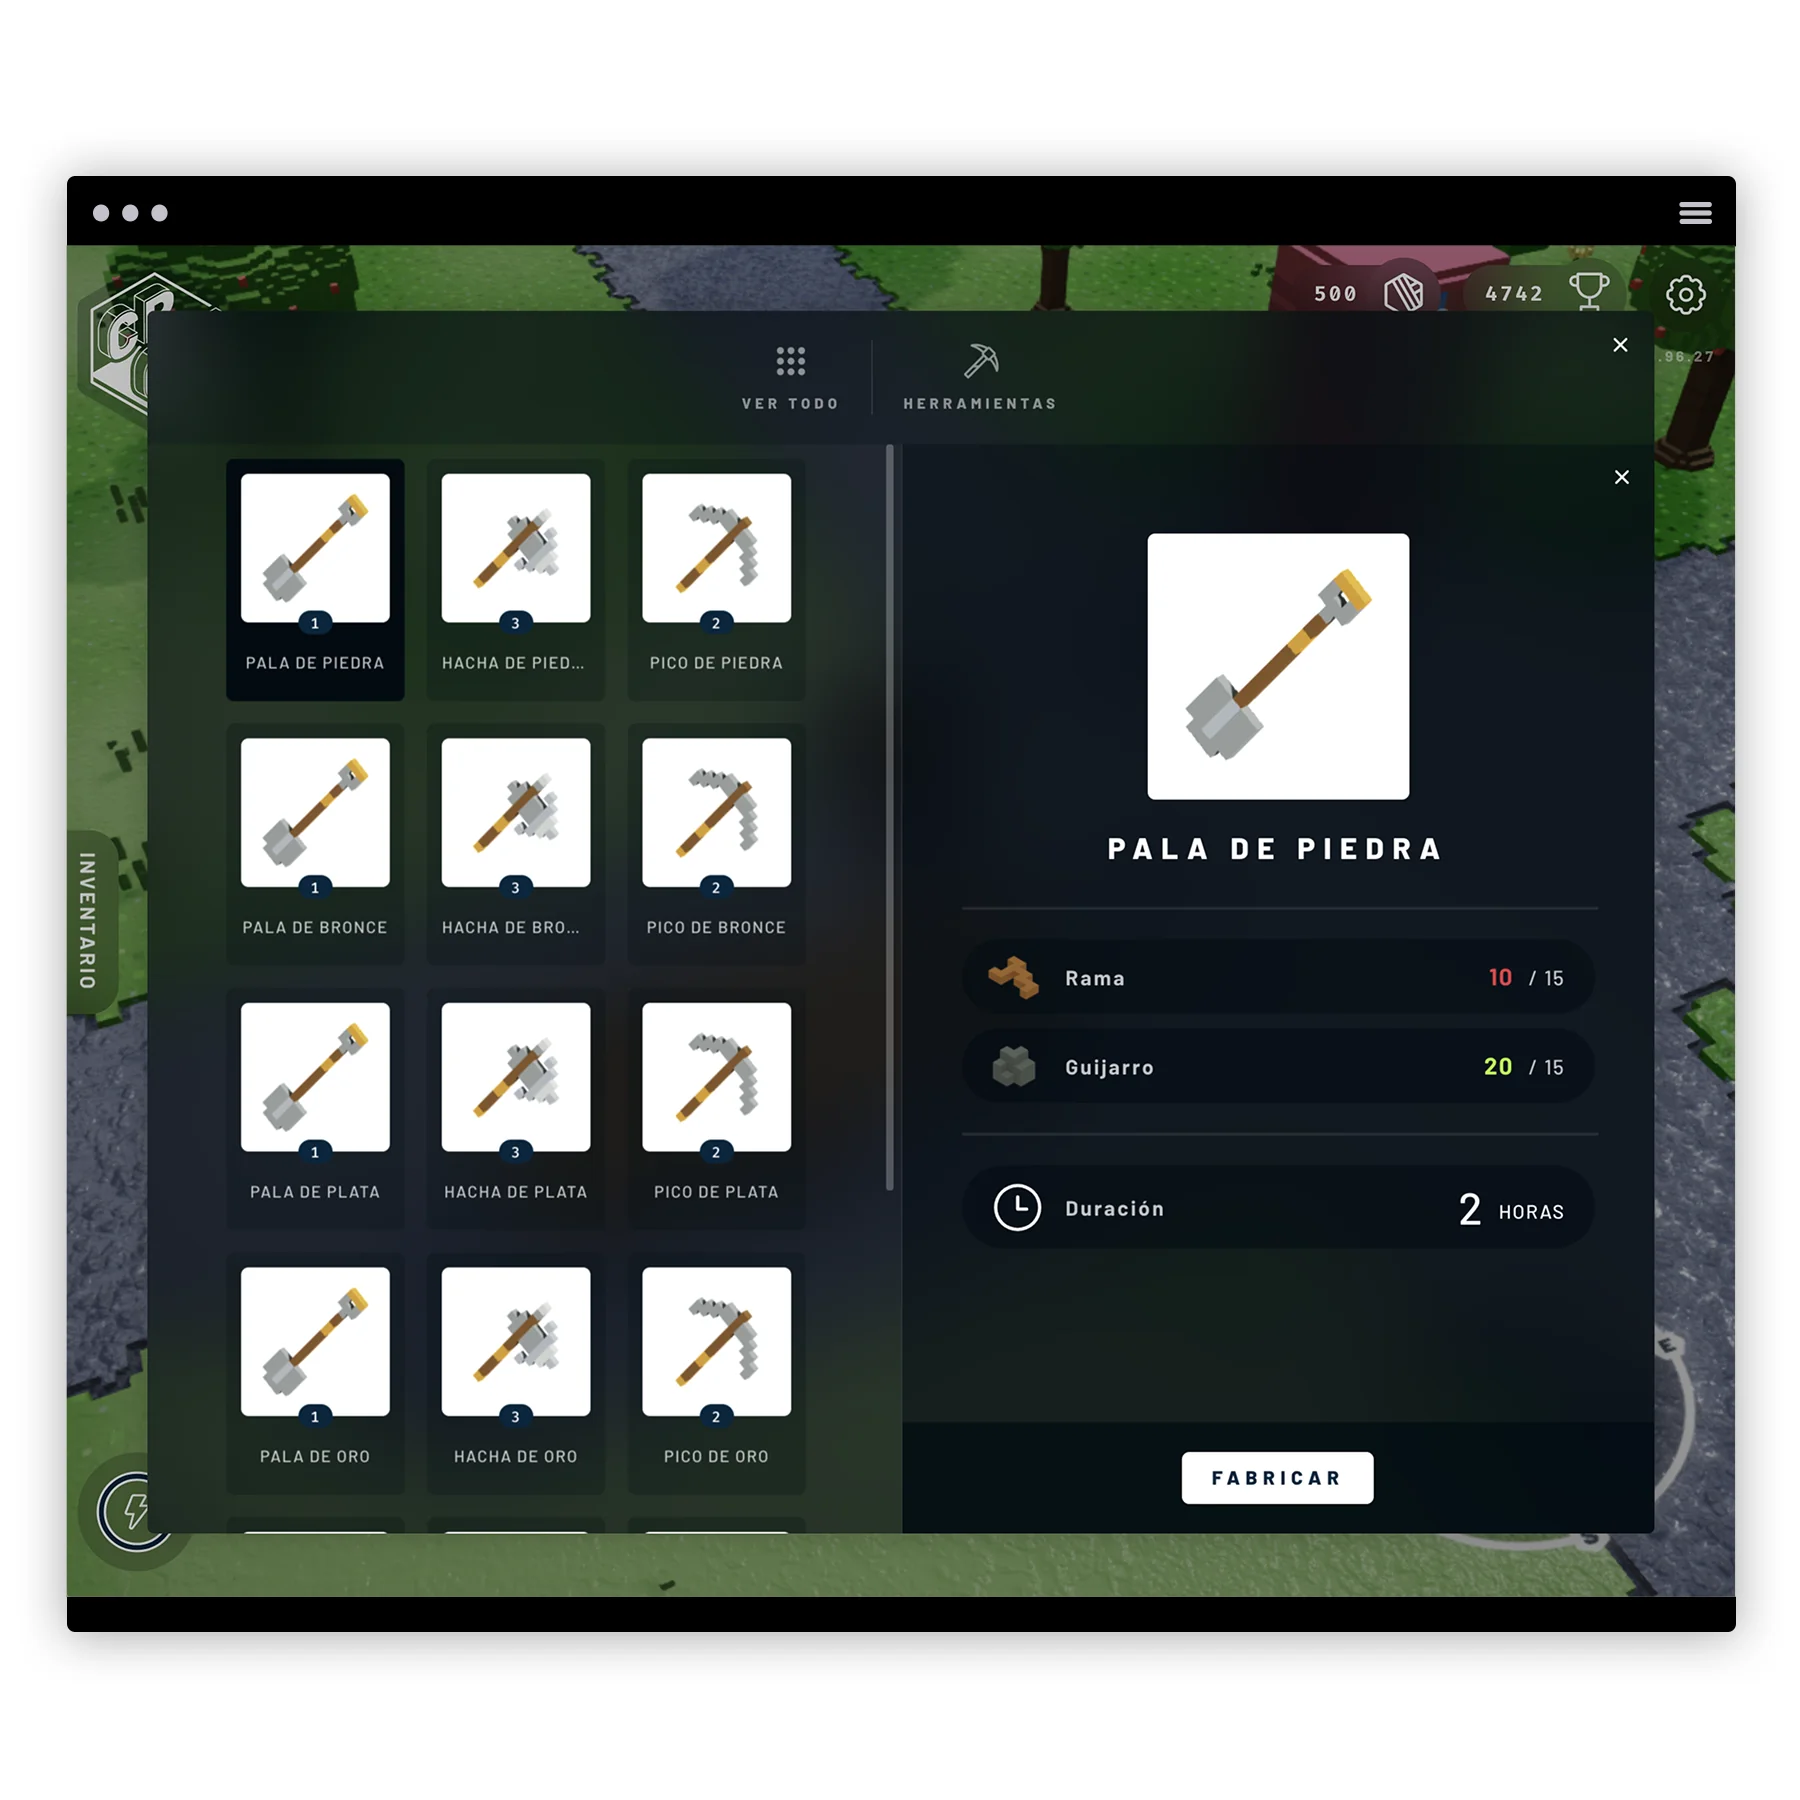 500
4742
.96.27
VER TODO
HERRAMIENTAS
1
PALA DE PIEDRA
3
HACHA DE PIED...
2
PICO DE PIEDRA
1
PALA DE BRONCE
3
HACHA DE BRO...
2
PICO DE BRONCE
1
PALA DE PLATA
3
HACHA DE PLATA
2
PICO DE PLATA
1
PALA DE ORO
3
HACHA DE ORO
2
PICO DE ORO
INVENTARIO
PALA DE PIEDRA
Rama 10 / 15
Guijarro 20 / 15
Duración 2 HORAS
FABRICAR
E
S